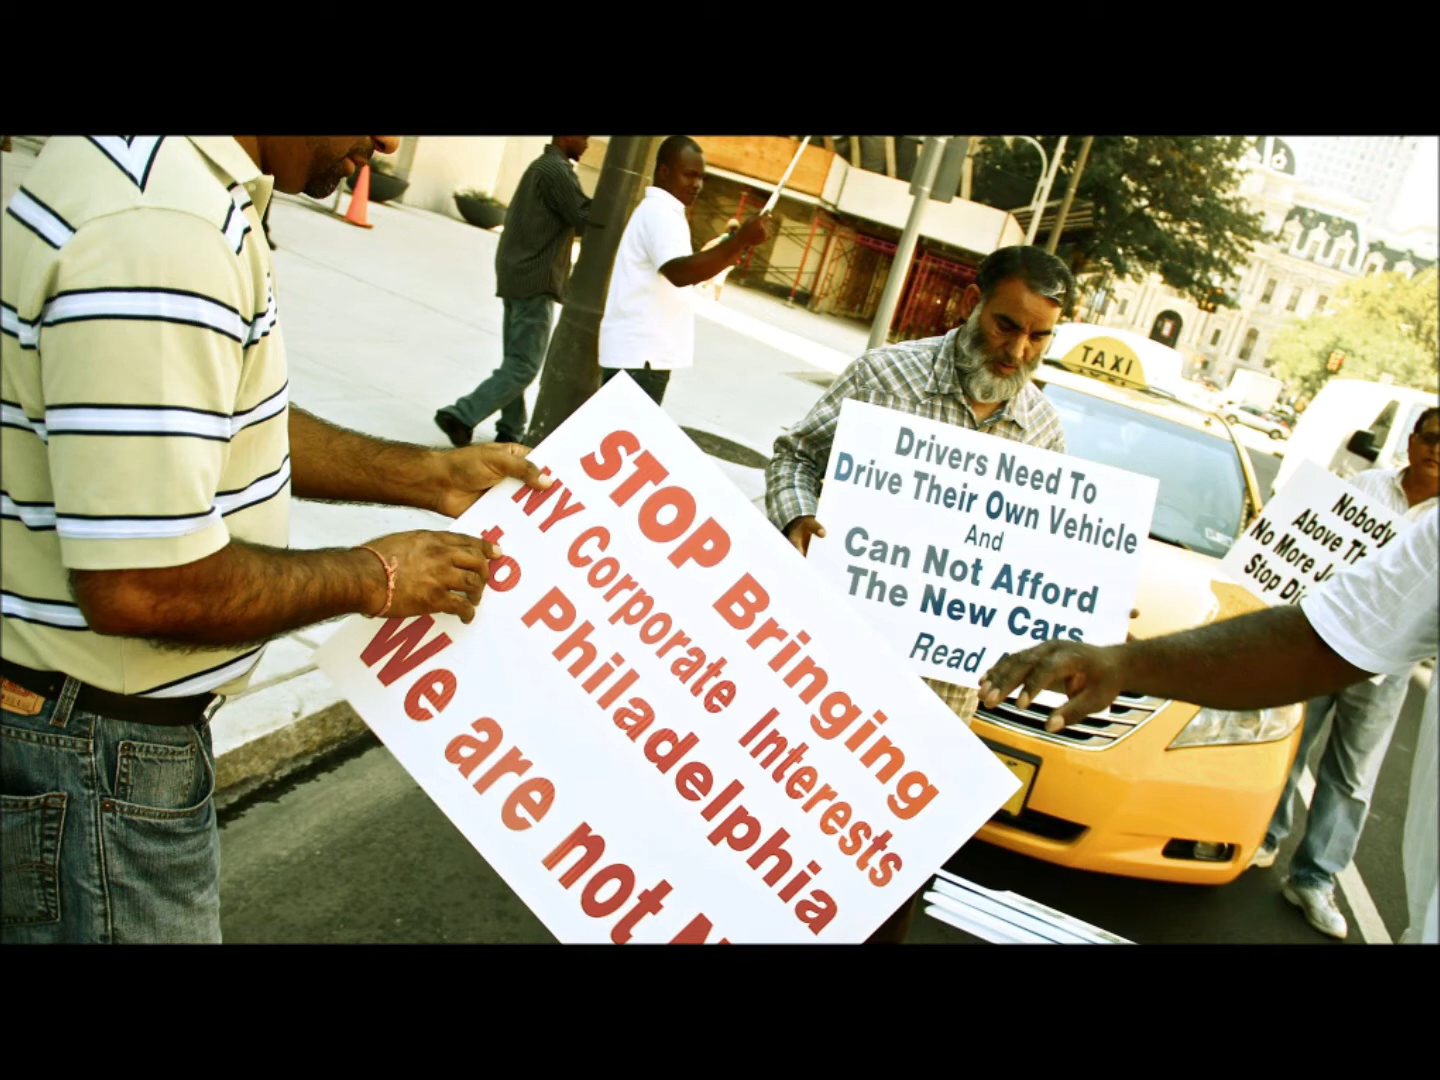 STOP Bringing
NY Corporate Interests
to Philadelphia
We are not
Drivers Need To
Drive Their Own Vehicle
And
Can Not Afford
The New Cars
Read
TAXI
Nobody
Above
No More
Stop